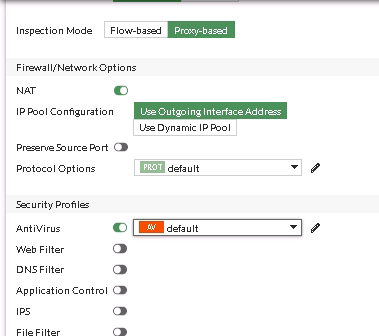 Inspection Mode Flow-based Proxy-based
Firewall/Network Options
NAT
IP Pool Configuration Use Outgoing Interface Address
Use Dynamic IP Pool
Preserve Source Port
Protocol Options PROT default
Security Profiles
AntiVirus AV default
Web Filter
DNS Filter
Application Control
IPS
File Filter